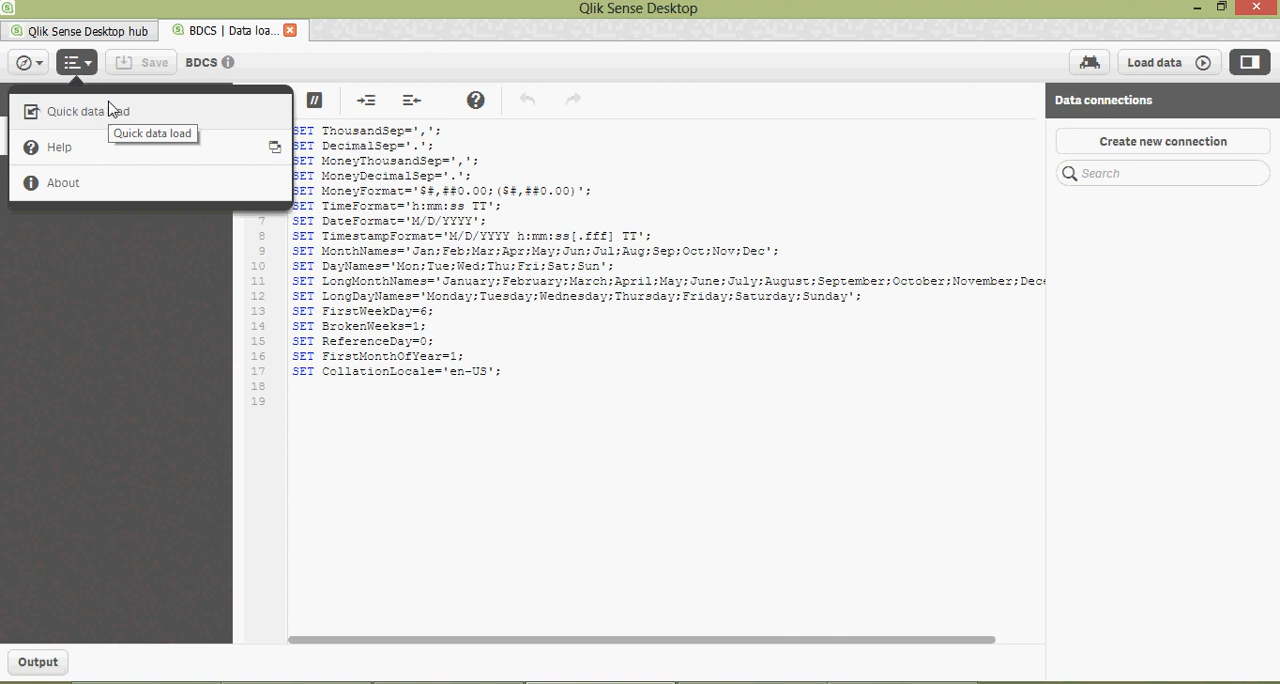 Qlik Sense Desktop
Qlik Sense Desktop hub
BDCS | Data loa...
Save
BDCS
Load data
Quick data load
Quick data load
Help
About
//
SET ThousandSep=',';
SET DecimalSep='.';
SET MoneyThousandSep=',';
SET MoneyDecimalSep='.';
SET MoneyFormat='$#,##0.00;($#,##0.00)';
SET TimeFormat='h:mm:ss TT';
7 SET DateFormat='M/D/YYYY';
8 SET TimestampFormat='M/D/YYYY h:mm:ss[.fff] TT';
9 SET MonthNames='Jan;Feb;Mar;Apr;May;Jun;Jul;Aug;Sep;Oct;Nov;Dec';
10 SET DayNames='Mon;Tue;Wed;Thu;Fri;Sat;Sun';
11 SET LongMonthNames='January;February;March;April;May;June;July;August;September;October;November;Dece
12 SET LongDayNames='Monday;Tuesday;Wednesday;Thursday;Friday;Saturday;Sunday';
13 SET FirstWeekDay=6;
14 SET BrokenWeeks=1;
15 SET ReferenceDay=0;
16 SET FirstMonthOfYear=1;
17 SET CollationLocale='en-US';
18
19
Data connections
Create new connection
Search
Output